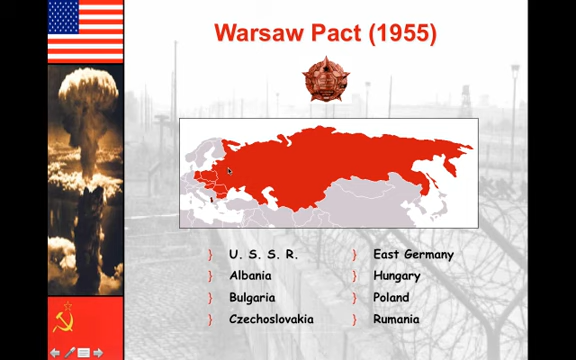 Warsaw Pact (1955)
} U. S. S. R.
} Albania
} Bulgaria
} Czechoslovakia
} East Germany
} Hungary
} Poland
} Rumania